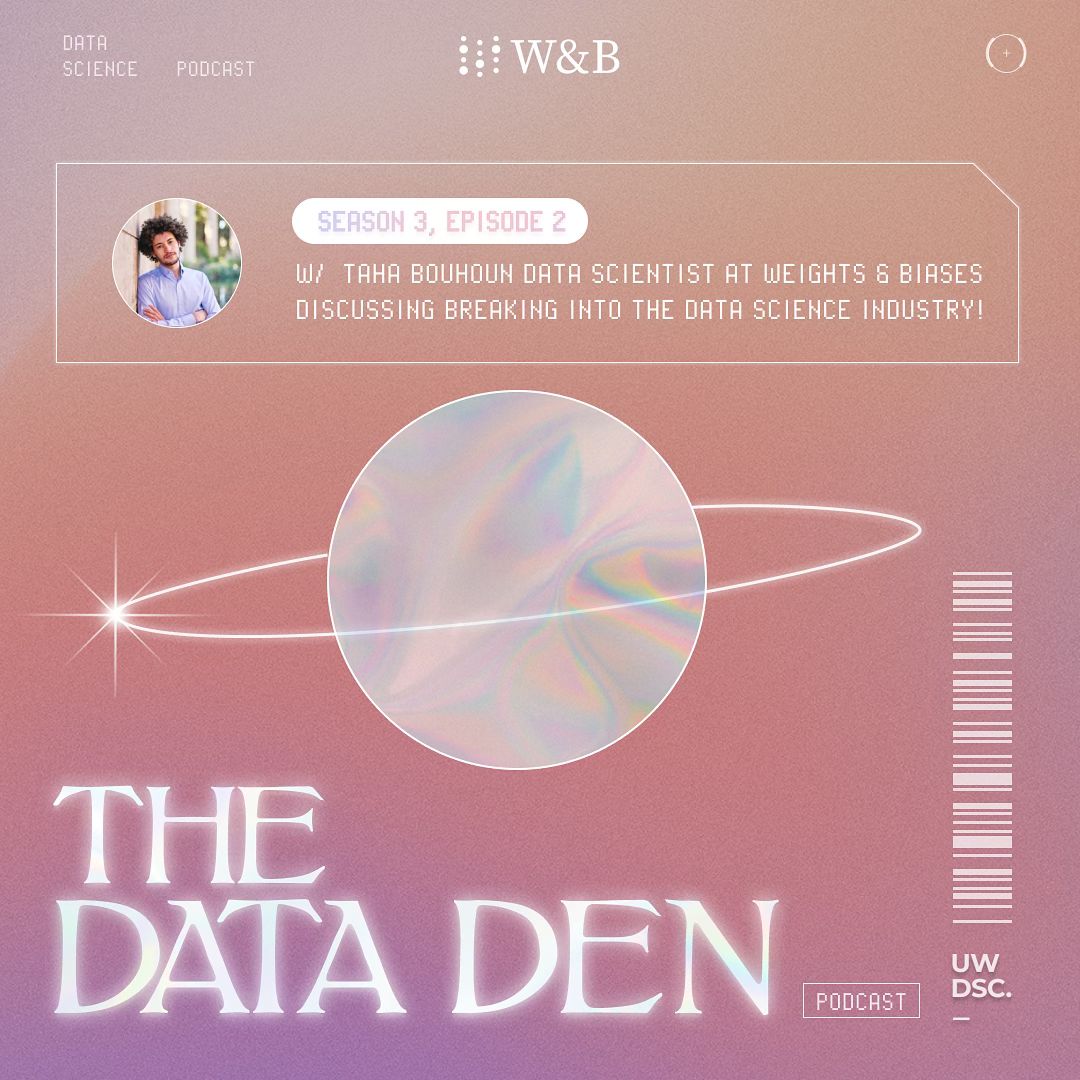 DATA
SCIENCE PODCAST
W&B
SEASON 3, EPISODE 2
W/ TAHA BOUHOUN DATA SCIENTIST AT WEIGHTS & BIASES
DISCUSSING BREAKING INTO THE DATA SCIENCE INDUSTRY!
THE
DATA DEN
PODCAST
UW
DSC.